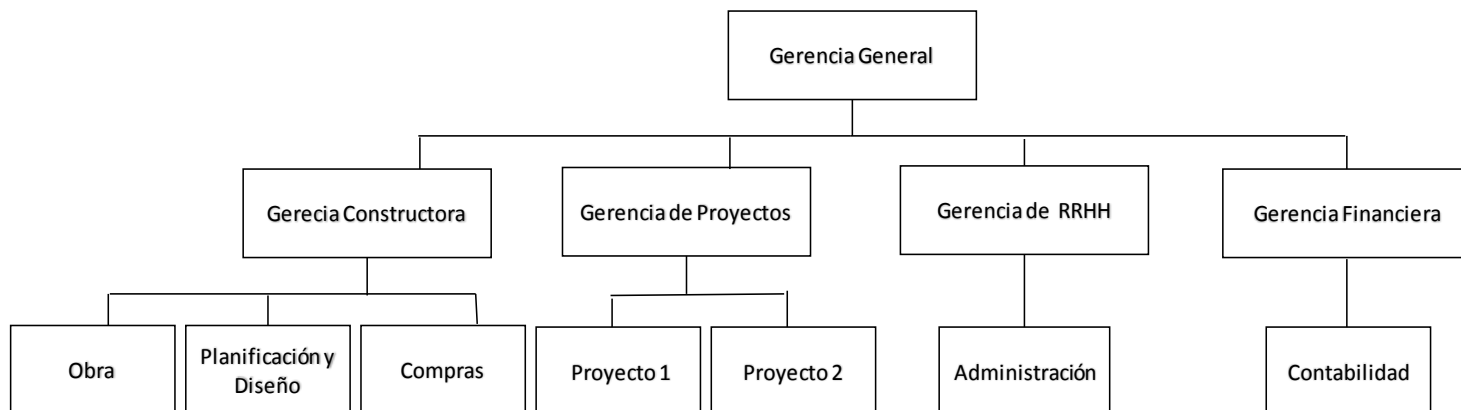 Gerencia General
Gerecia Constructora
Gerencia de Proyectos
Gerencia de RRHH
Gerencia Financiera
Obra
Planificación y
Diseño
Compras
Proyecto 1
Proyecto 2
Administración
Contabilidad